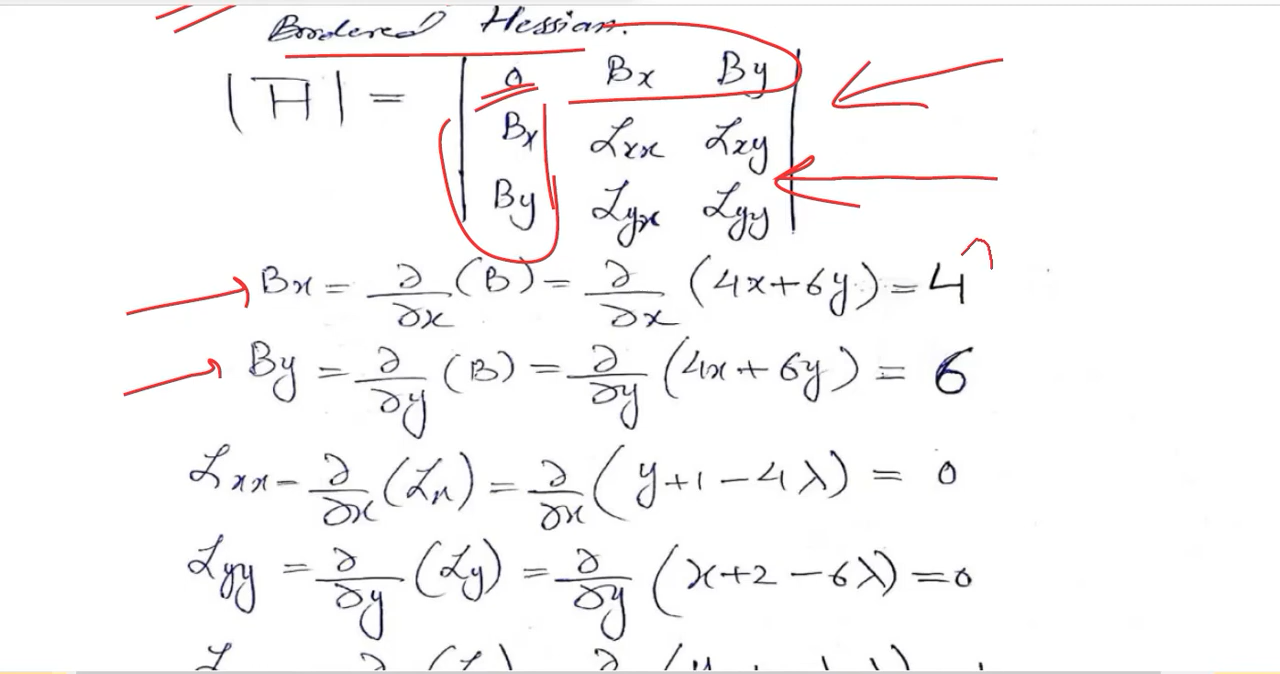 Bordered Hessian.
|H̅| = | 0 Bx By |
| Bx Lxx Lxy |
| By Lyx Lyy |
Bx = ∂/∂x (B) = ∂/∂x (4x+6y) = 4
By = ∂/∂y (B) = ∂/∂y (4x+6y) = 6
Lxx = ∂/∂x (Lx) = ∂/∂x (y+1-4λ) = 0
Lyy = ∂/∂y (Ly) = ∂/∂y (x+2-6λ) = 0